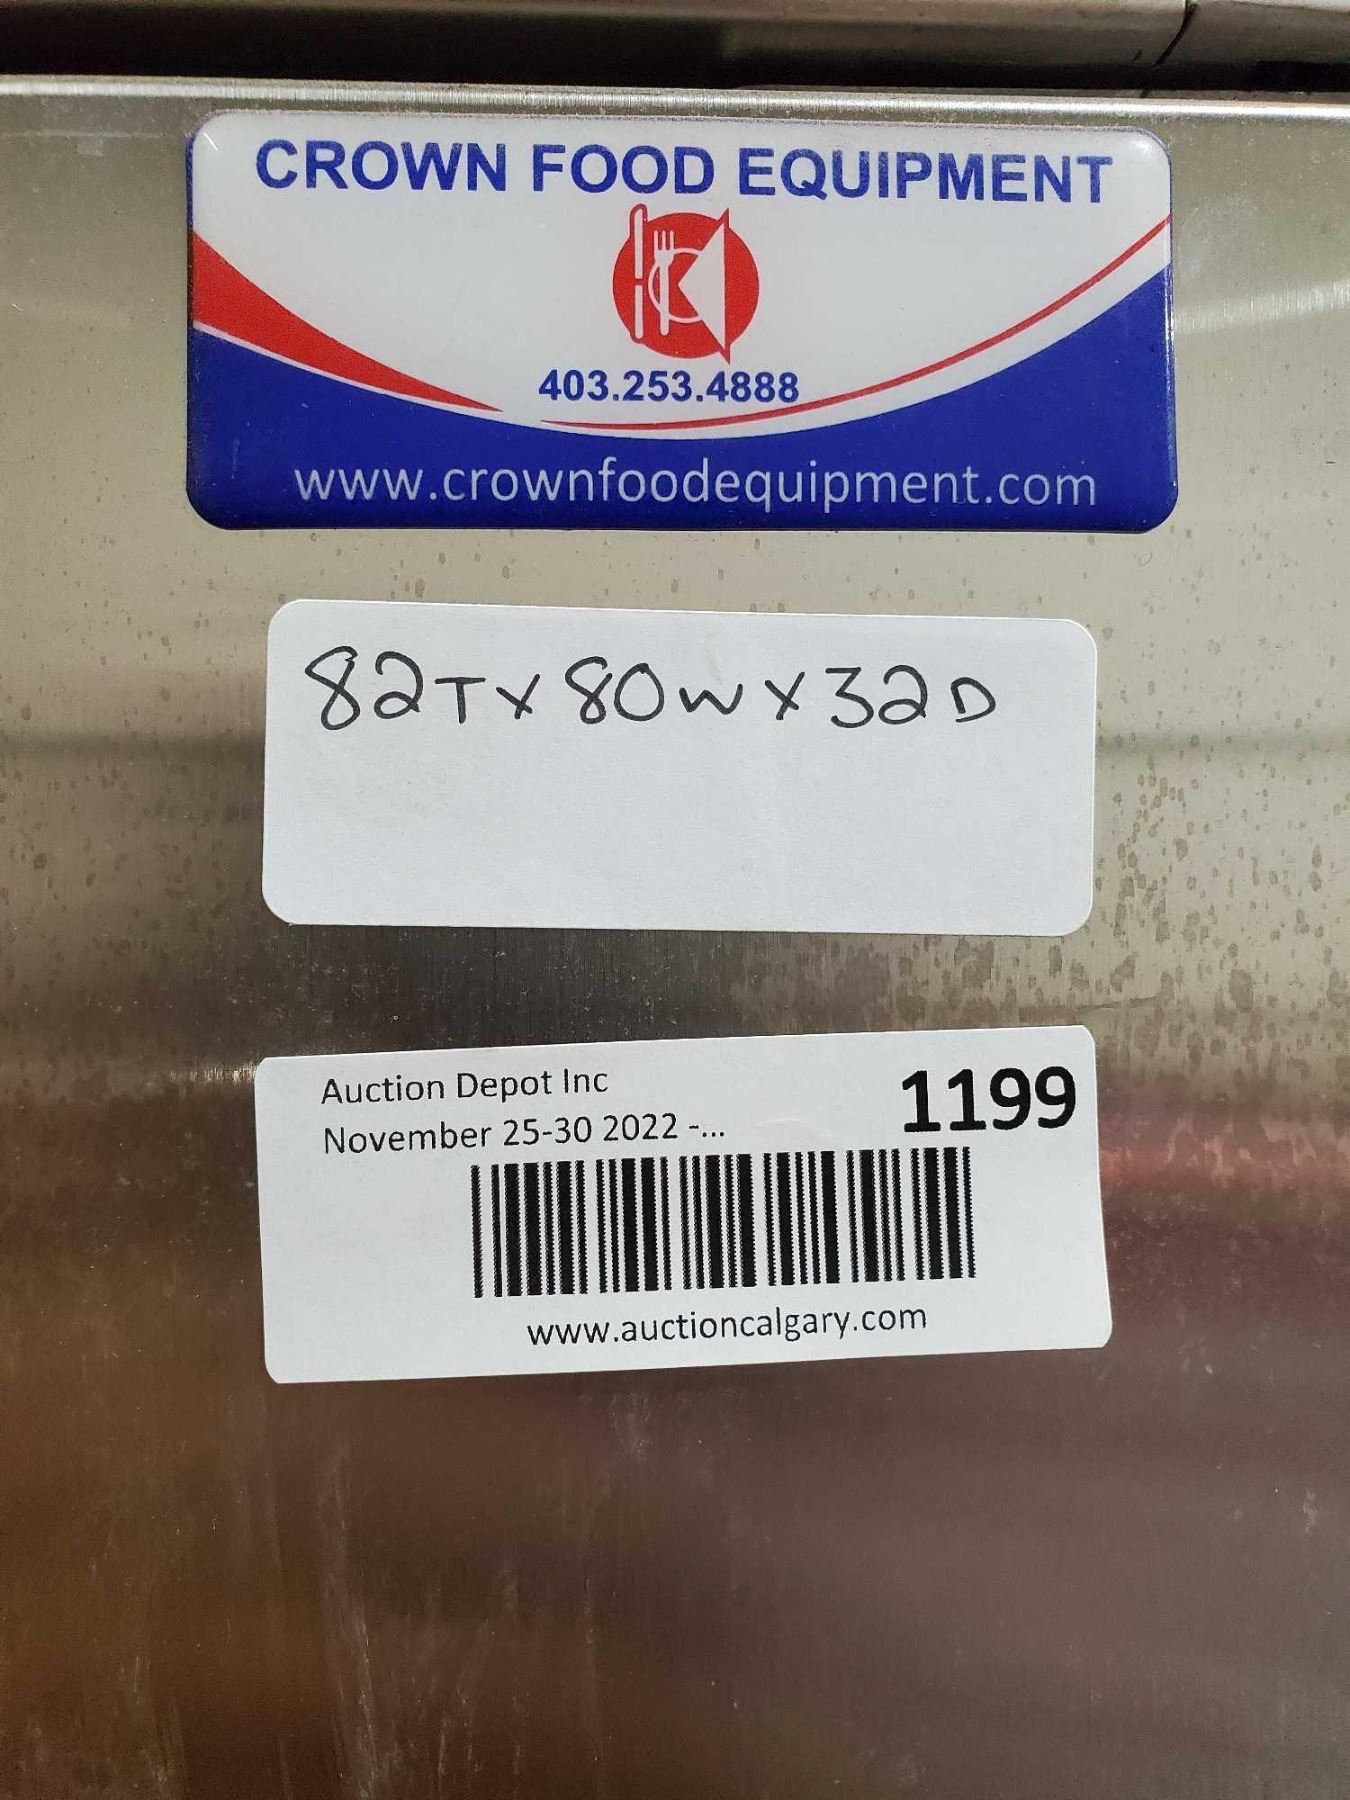 CROWN FOOD EQUIPMENT
403.253.4888
www.crownfoodequipment.com
82T x 80W x 32D
Auction Depot Inc
1199
November 25-30 2022 -...
www.auctioncalgary.com